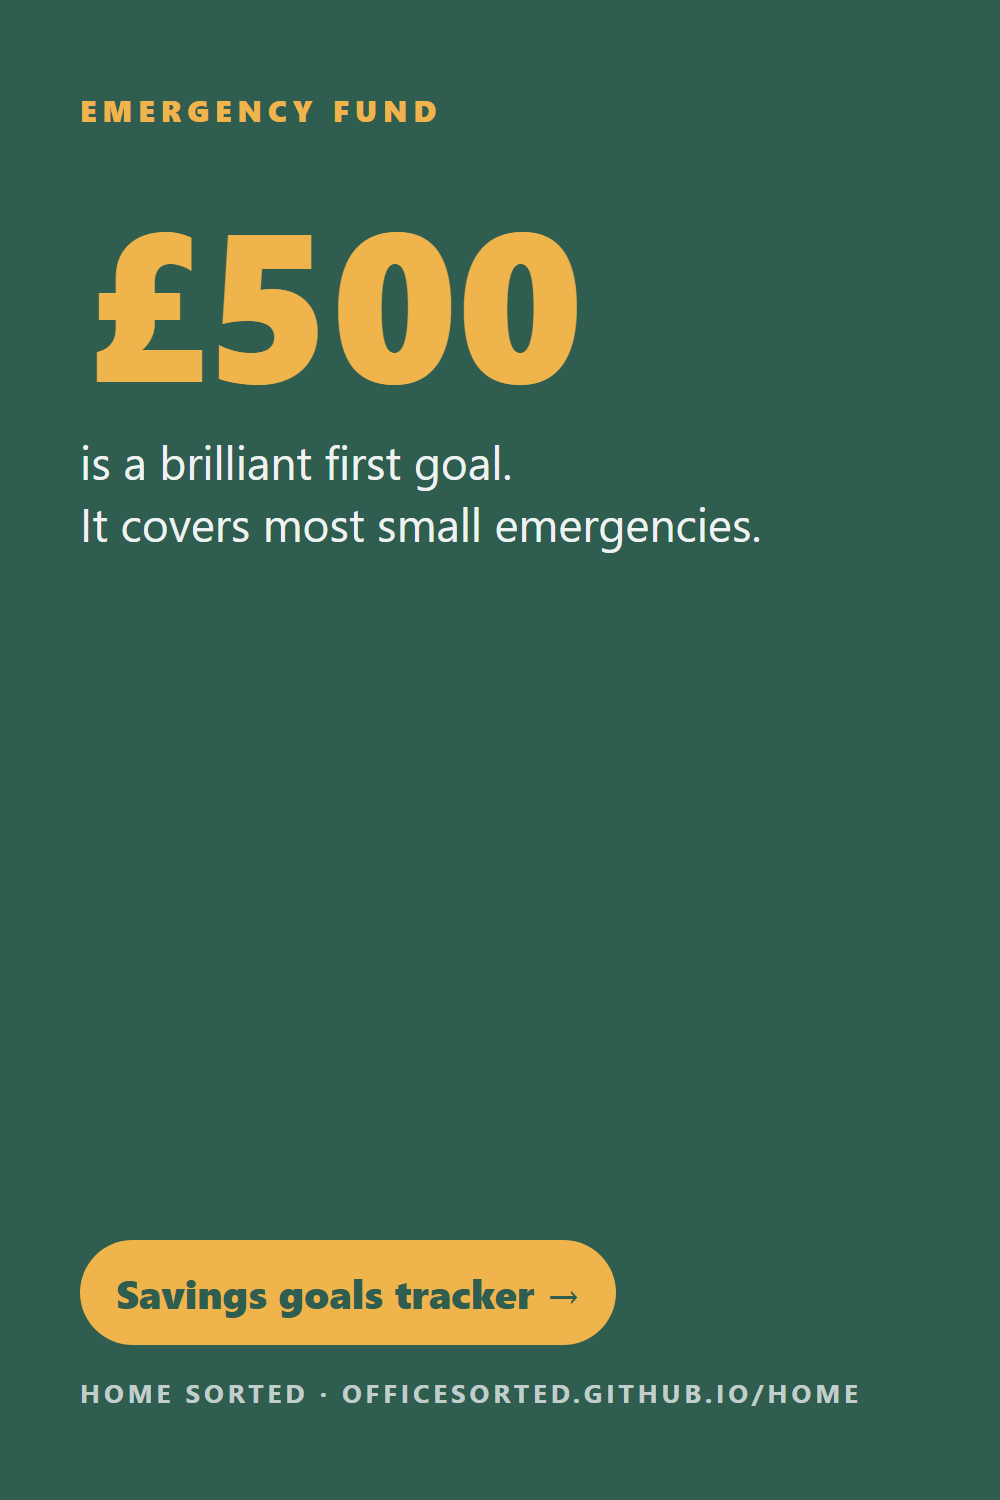 EMERGENCY FUND
£500
is a brilliant first goal.
It covers most small emergencies.
Savings goals tracker →
HOME SORTED · OFFICESORTED.GITHUB.IO/HOME